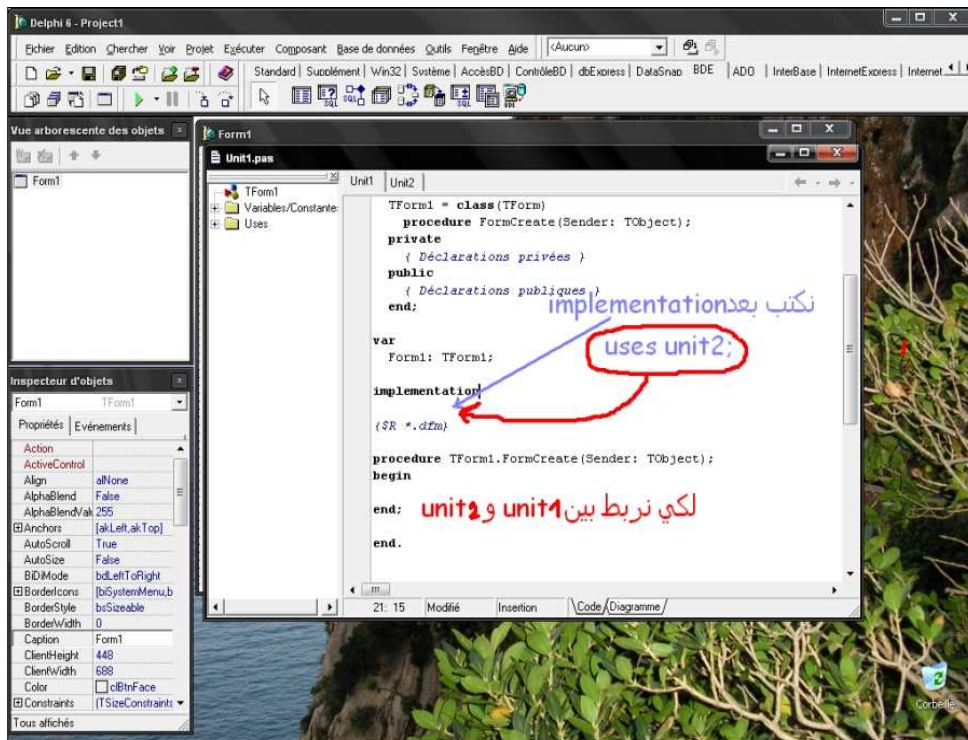 Delphi 6 - Project1
Fichier Edition Chercher Voir Projet Exécuter Composant Base de données Outils Fenêtre Aide <Aucun>
Standard Supplément Win32 Système AccèsBD ContrôleBD dbExpress DataSnap BDE ADO InterBase InternetExpress Internet
Vue arborescente des objets
Form1
Form1
Unit1.pas
TForm1
Variables/Constante:
Uses
Unit1 Unit2
TForm1 = class(TForm)
procedure FormCreate(Sender: TObject);
private
{ Déclarations privées }
public
{ Déclarations publiques }
end;
نكتب بعد implementation
var
Form1: TForm1;
uses unit2;
implementation
{$R *.dfm}
procedure TForm1.FormCreate(Sender: TObject);
begin
end;
لكي نربط بين unit1 و unit2
end.
21: 15 Modifié Insertion Code Diagramme
Inspecteur d'objets
Form1 TForm1
Propriétés Evénements
Action
ActiveControl
Align alNone
AlphaBlend False
AlphaBlendVal 255
Anchors [akLeft,akTop]
AutoScroll True
AutoSize False
BiDiMode bdLeftToRight
BorderIcons [biSystemMenu,b
BorderStyle bsSizeable
BorderWidth 0
Caption Form1
ClientHeight 448
ClientWidth 688
Color clBtnFace
Constraints (TSizeConstraints
Tous affichés
Corbeille